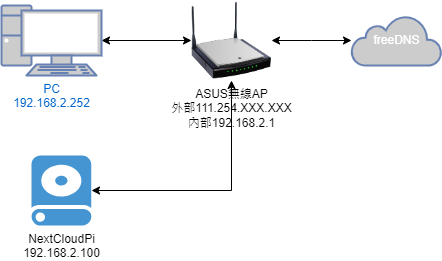 freeDNS
PC
192.168.2.252
ASUS無線AP
外部111.254.XXX.XXX
內部192.168.2.1
NextCloudPi
192.168.2.100